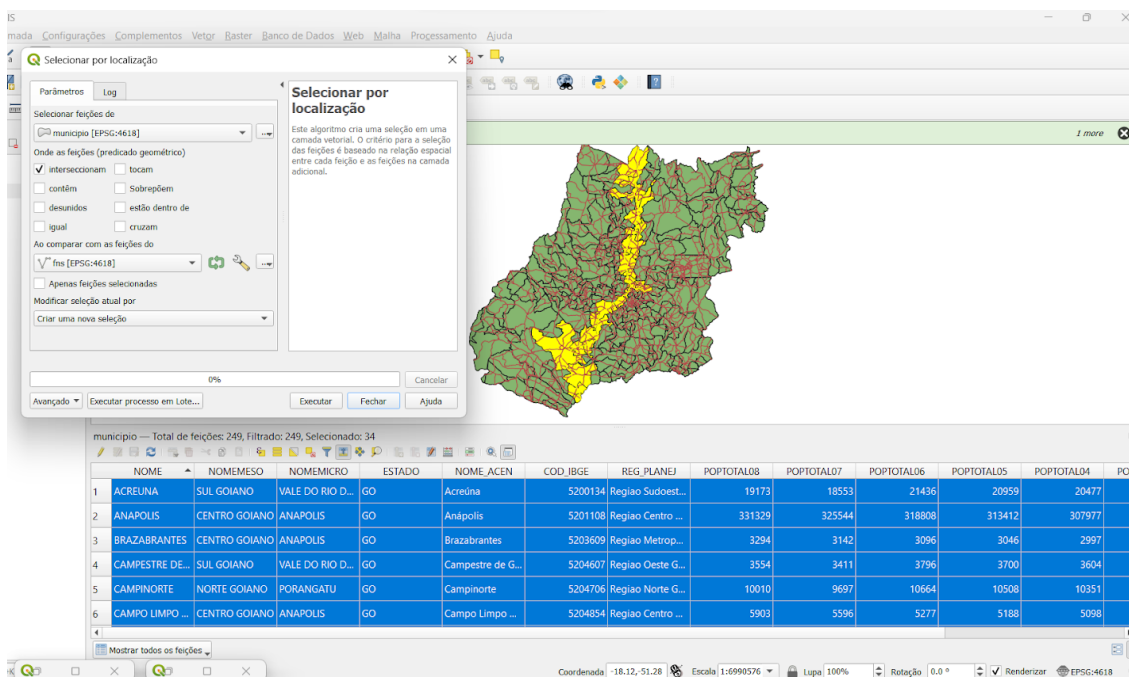 IS
mada Configurações Complementos Vetor Raster Banco de Dados Web Malha Processamento Ajuda
Selecionar por localização
Parâmetros Log
Selecionar feições de
municipio [EPSG:4618]
Onde as feições (predicado geométrico)
interseccionam tocam
contêm Sobrepõem
desunidos estão dentro de
igual cruzam
Ao comparar com as feições do
fns [EPSG:4618]
Apenas feições selecionadas
Modificar seleção atual por
Criar uma nova seleção
Selecionar por
localização
Este algoritmo cria uma seleção em uma
camada vetorial. O critério para a seleção
das feições é baseado na relação espacial
entre cada feição e as feições na camada
adicional.
0% Cancelar
Avançado Executar processo em Lote... Executar Fechar Ajuda
1 more
municipio — Total de feições: 249, Filtrado: 249, Selecionado: 34
NOME NOMEMESO NOMEMICRO ESTADO NOME_ACEN COD_IBGE REG_PLANEJ POPTOTAL08 POPTOTAL07 POPTOTAL06 POPTOTAL05 POPTOTAL04 PO
1 ACREUNA SUL GOIANO VALE DO RIO D... GO Acreúna 5200134 Regiao Sudoest... 19173 18553 21436 20959 20477
2 ANAPOLIS CENTRO GOIANO ANAPOLIS GO Anápolis 5201108 Regiao Centro ... 331329 325544 318808 313412 307977
3 BRAZABRANTES CENTRO GOIANO ANAPOLIS GO Brazabrantes 5203609 Regiao Metrop... 3294 3142 3096 3046 2997
4 CAMPESTRE DE... SUL GOIANO VALE DO RIO D... GO Campestre de G... 5204607 Regiao Oeste G... 3554 3411 3796 3700 3604
5 CAMPINORTE NORTE GOIANO PORANGATU GO Campinorte 5204706 Regiao Norte G... 10010 9697 10664 10508 10351
6 CAMPO LIMPO ... CENTRO GOIANO ANAPOLIS GO Campo Limpo ... 5204854 Regiao Centro ... 5903 5596 5277 5188 5098
Mostrar todos os feições
Coordenada -18.12,-51.28 Escala 1:6990576 Lupa 100% Rotação 0.0 ° Renderizar EPSG:4618